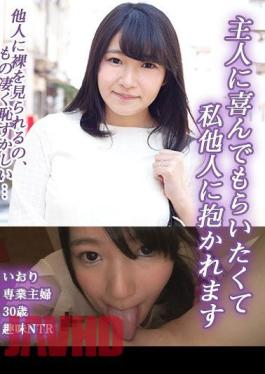 主人に喜んでもらいたくて
私他人に抱かれます
他人に裸を見られるの、
もの凄く恥ずかしい…
いおり
専業主婦
30歳
趣味NTR
JAVHD